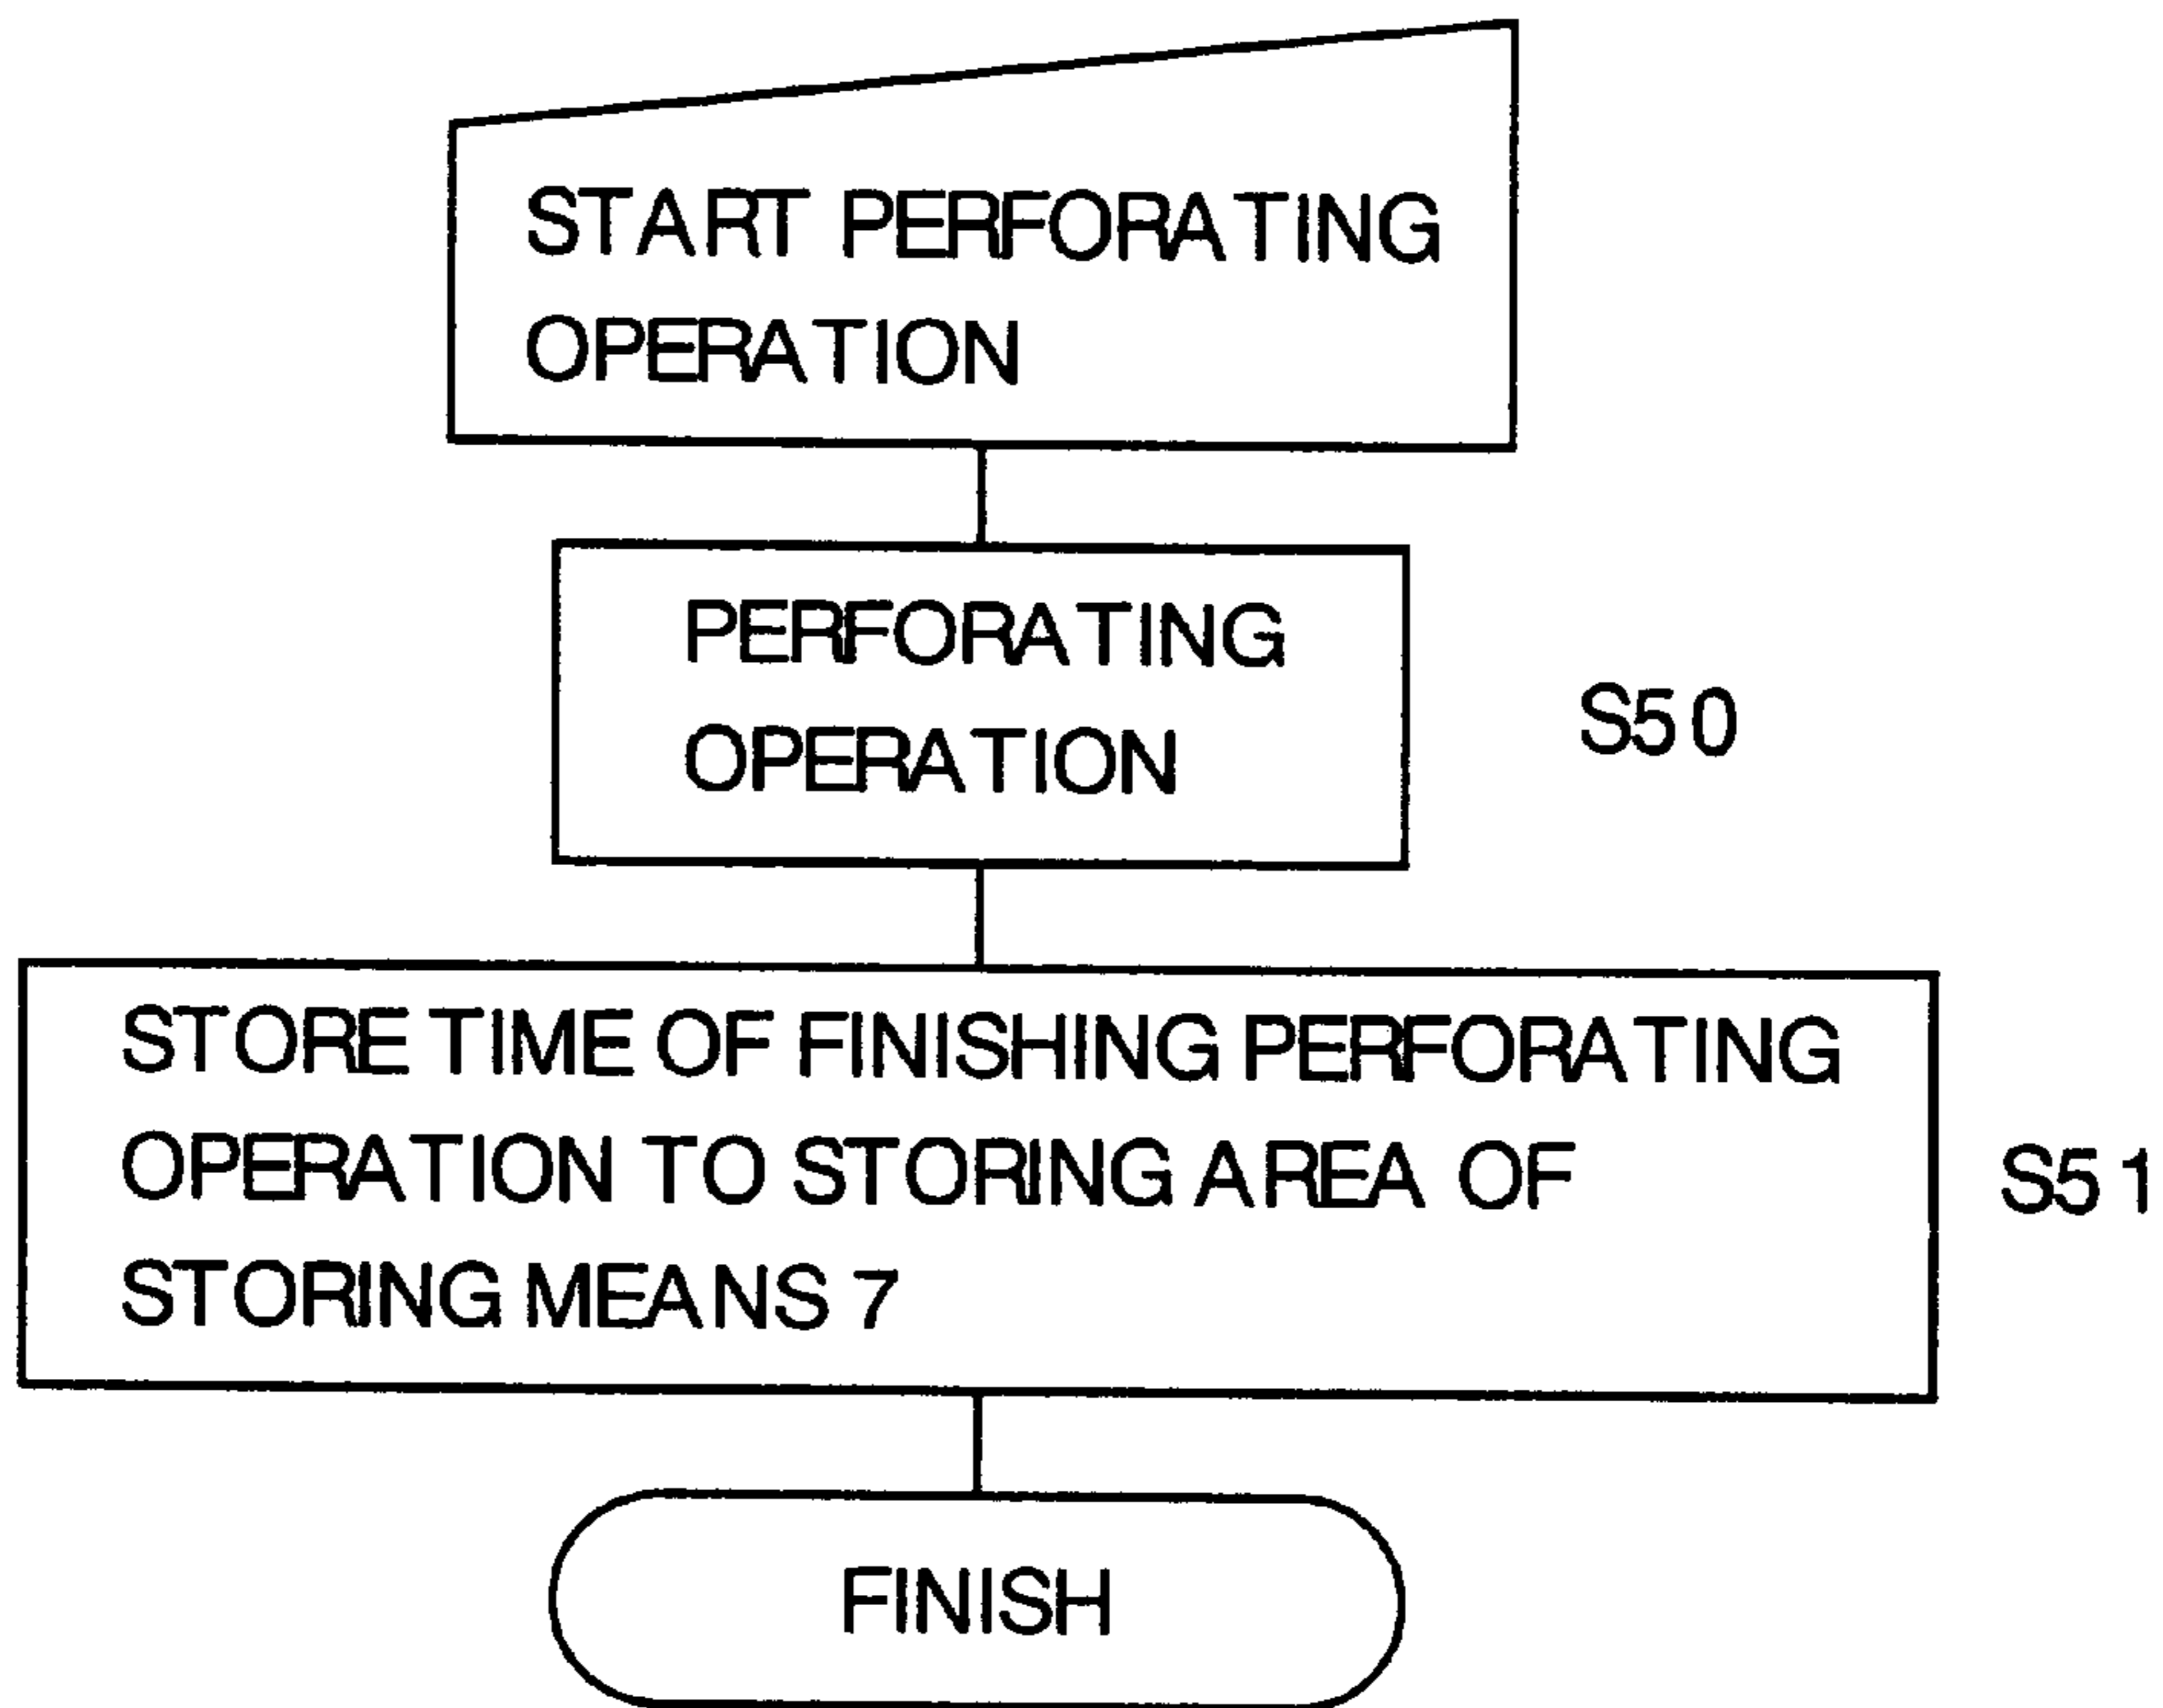 START PERFORATING
OPERATION
PERFORATING
OPERATION
S50
STORE TIME OF FINISHING PERFORATING
OPERATION TO STORING AREA OF
STORING MEANS 7
S51
FINISH